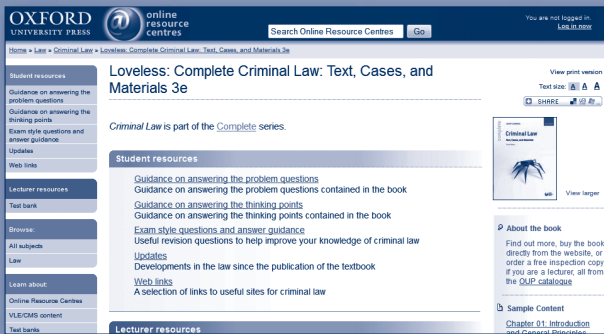 OXFORD
UNIVERSITY PRESS
online
resource
centres
Search Online Resource Centres
Go
You are not logged in.
Log in now
Home » Law » Criminal Law » Loveless: Complete Criminal Law: Text, Cases, and Materials 3e
Student resources
Guidance on answering the
problem questions
Guidance on answering the
thinking points
Exam style questions and
answer guidance
Updates
Web links
Lecturer resources
Test bank
Browse:
All subjects
Law
Learn about:
Online Resource Centres
VLE/CMS content
Test banks
Loveless: Complete Criminal Law: Text, Cases, and
Materials 3e
Criminal Law is part of the Complete series.
Student resources
Guidance on answering the problem questions
Guidance on answering the problem questions contained in the book
Guidance on answering the thinking points
Guidance on answering the thinking points contained in the book
Exam style questions and answer guidance
Useful revision questions to help improve your knowledge of criminal law
Updates
Developments in the law since the publication of the textbook
Web links
A selection of links to useful sites for criminal law
Lecturer resources
View print version
Text size: A A A
SHARE
complete
Criminal Law
View larger
About the book
Find out more, buy the book
directly from the website, or
order a free inspection copy
if you are a lecturer, all from
the OUP catalogue
Sample Content
Chapter 01: Introduction
and General Principles